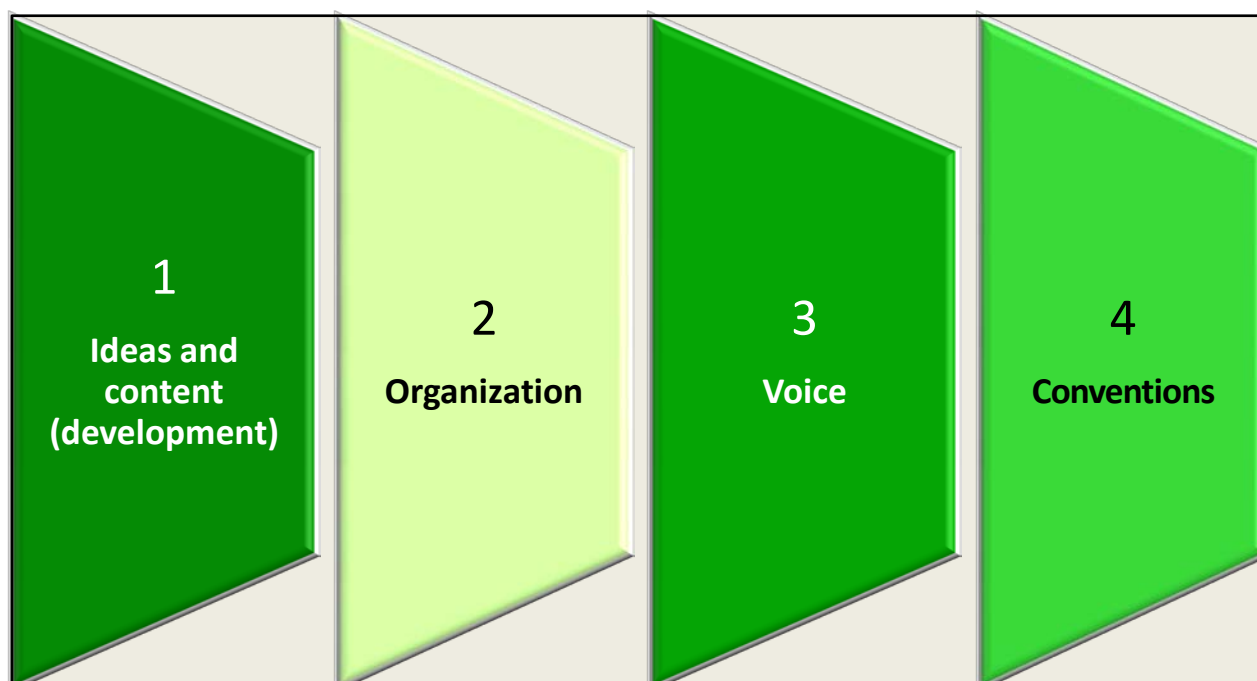 1
Ideas and
content
(development)
2
Organization
3
Voice
4
Conventions